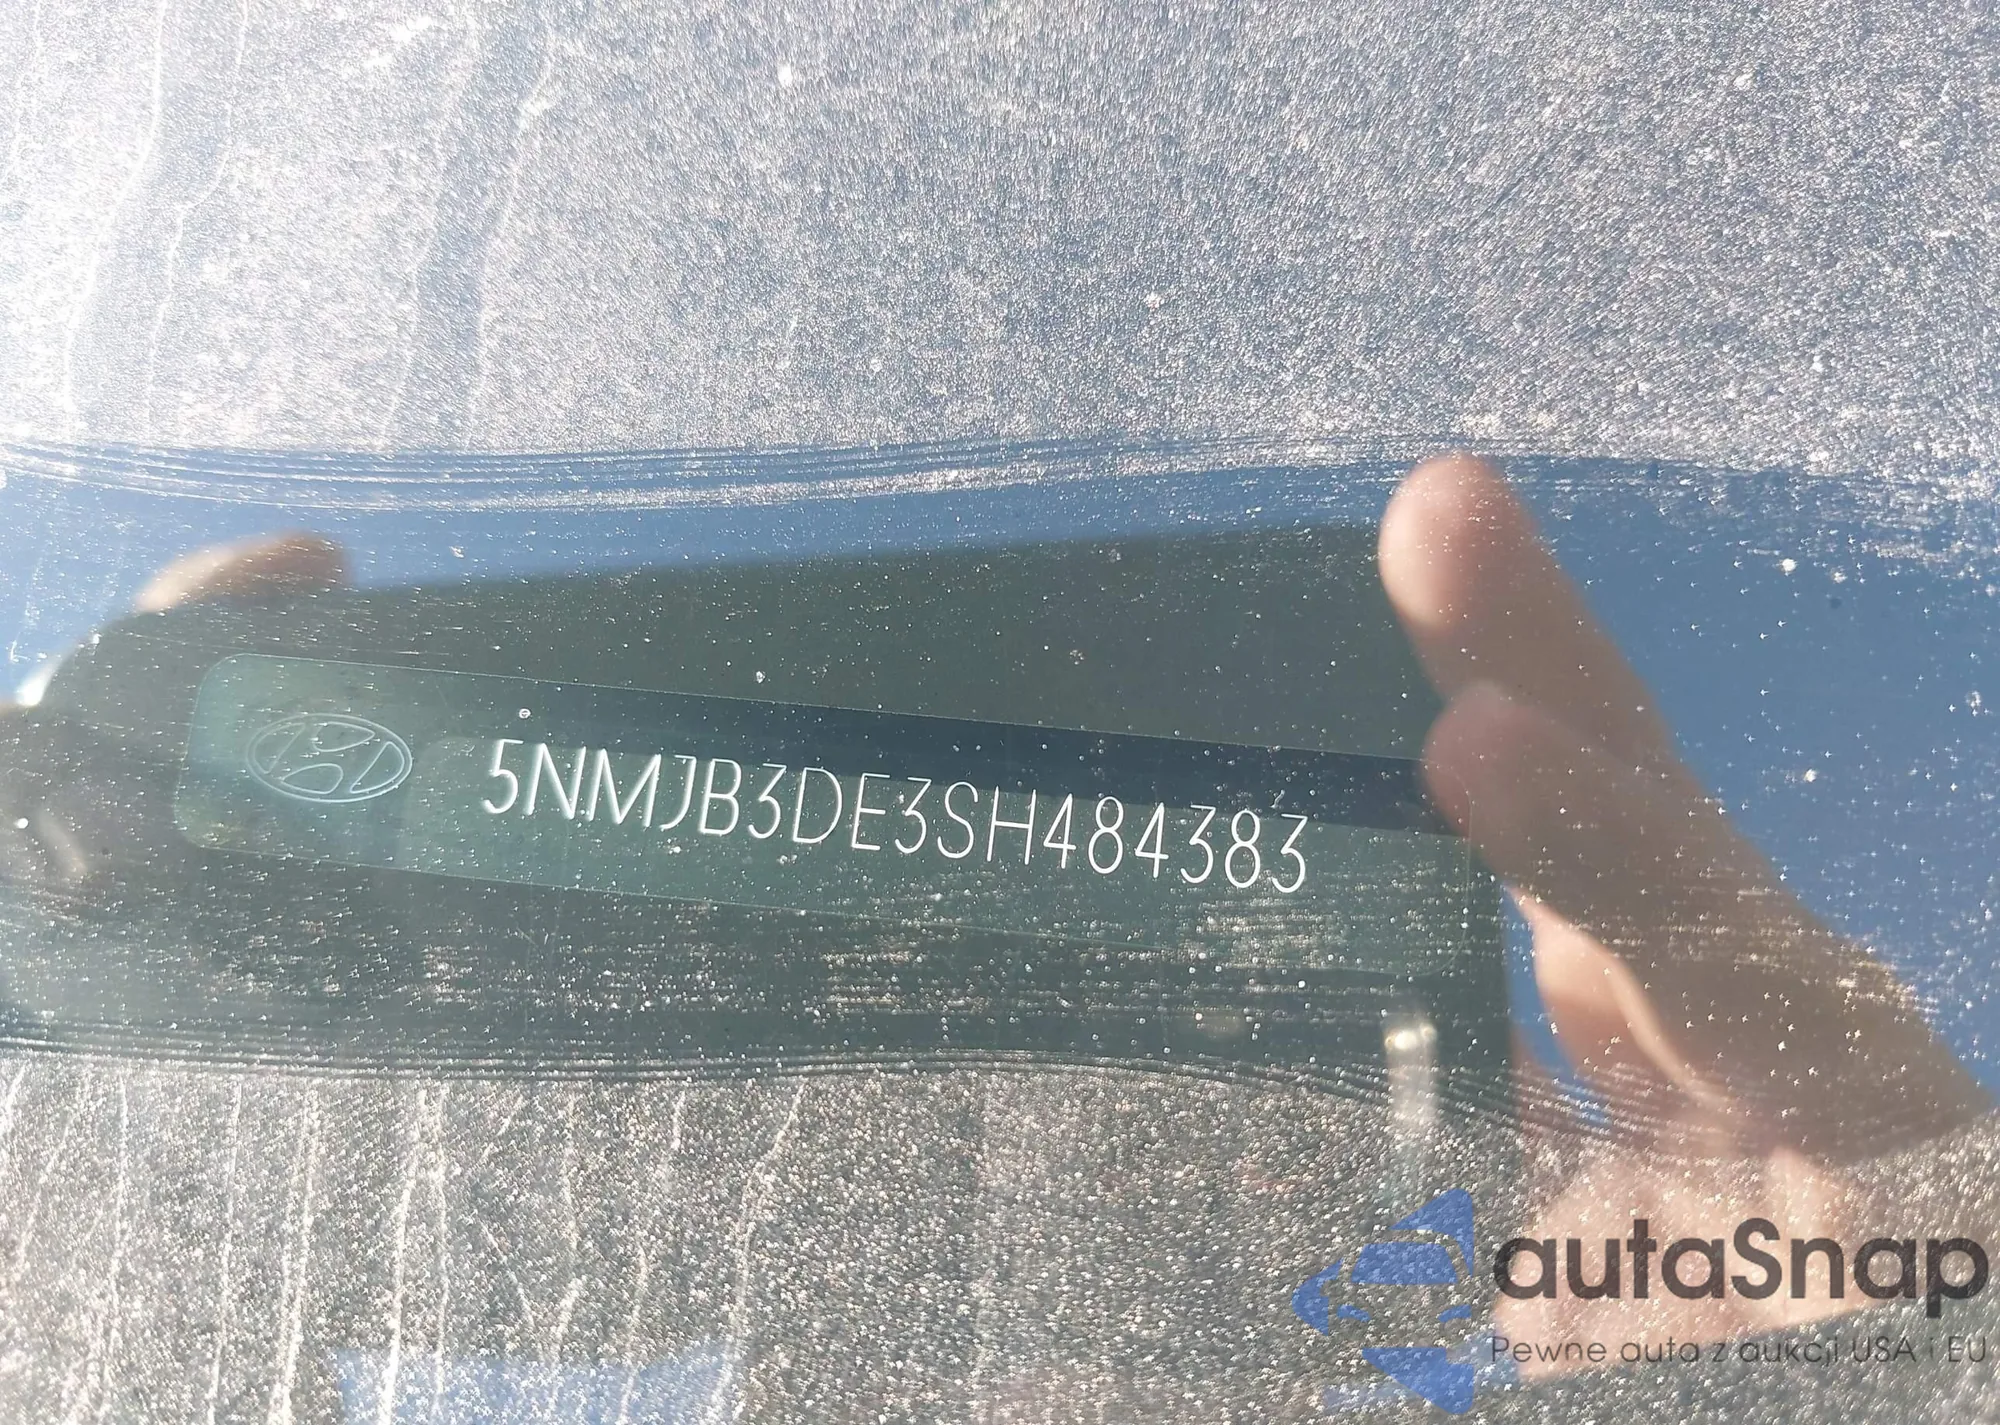 5NMJB3DE3SH484383
autaSnap
Pewne auta z aukcji USA i EU